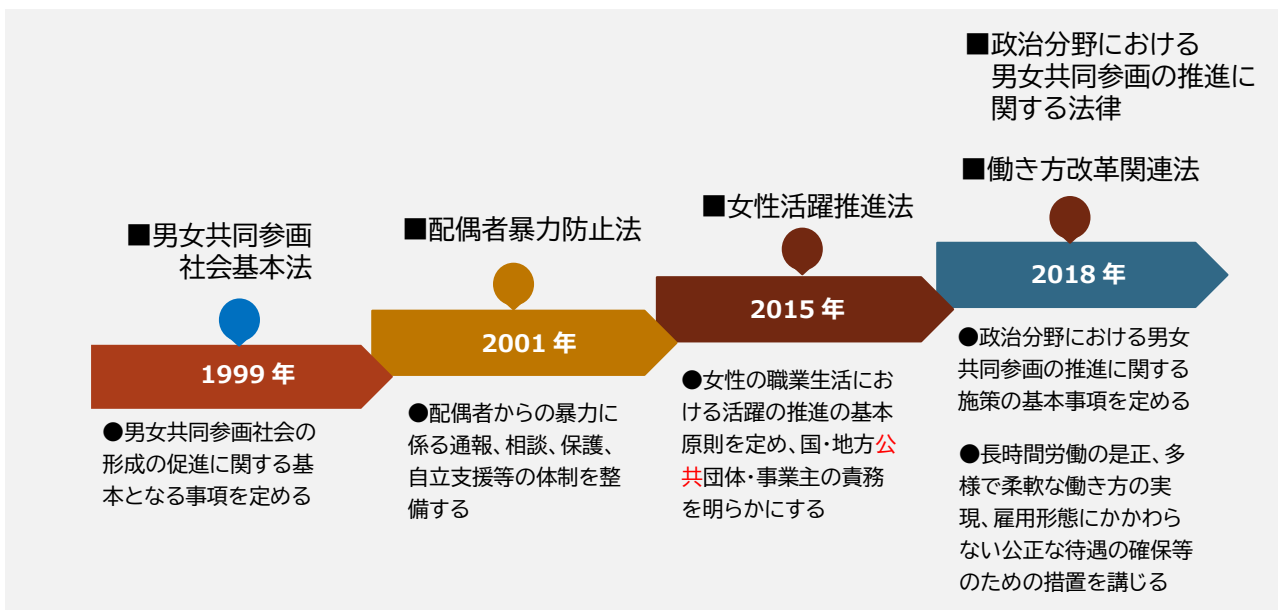 ■男女共同参画
社会基本法
1999 年
●男女共同参画社会の
形成の促進に関する基
本となる事項を定める
■配偶者暴力防止法
2001 年
●配偶者からの暴力に
係る通報、相談、保護、
自立支援等の体制を整
備する
■女性活躍推進法
2015 年
●女性の職業生活にお
ける活躍の推進の基本
原則を定め、国・地方公
共団体・事業主の責務
を明らかにする
■政治分野における
男女共同参画の推進に
関する法律
■働き方改革関連法
2018 年
●政治分野における男女
共同参画の推進に関する
施策の基本事項を定める
●長時間労働の是正、多
様で柔軟な働き方の実
現、雇用形態にかかわら
ない公正な待遇の確保等
のための措置を講じる